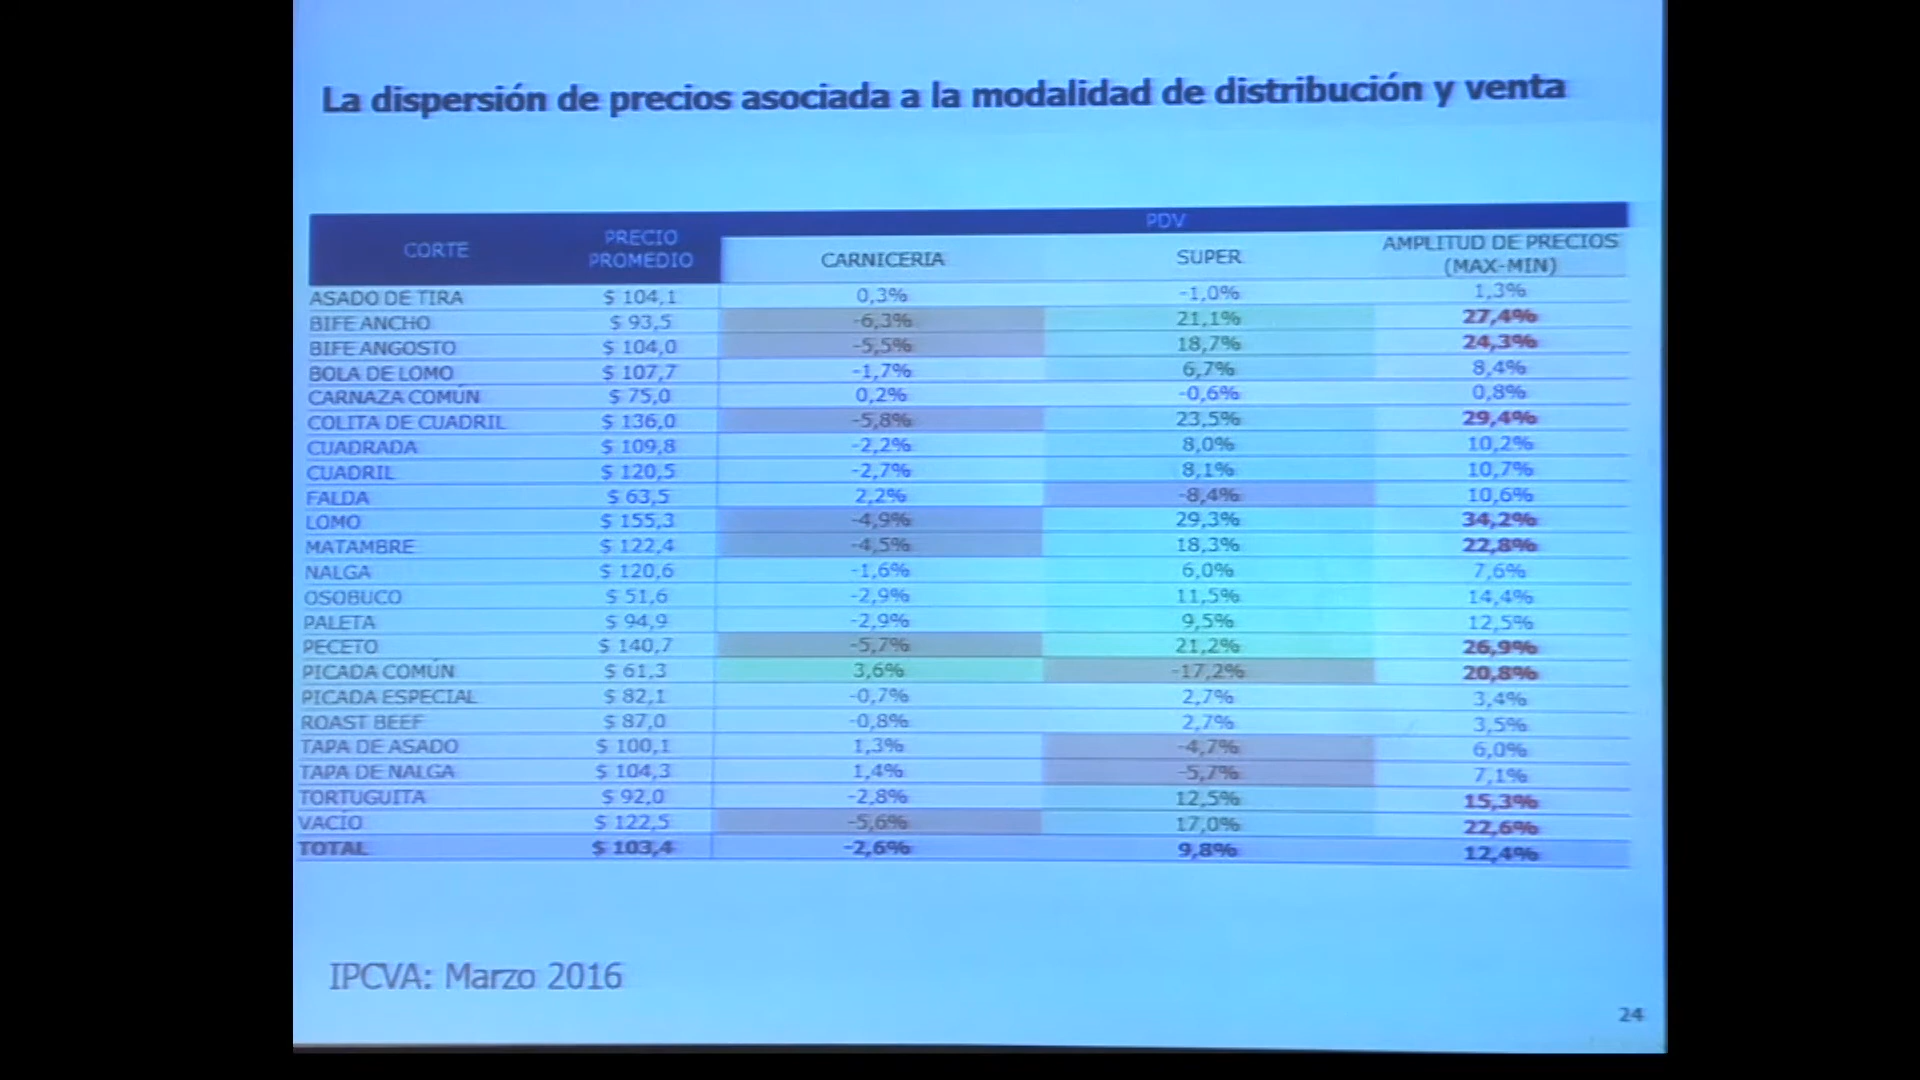 La dispersión de precios asociada a la modalidad de distribución y venta
PDV
CORTE PRECIO PROMEDIO CARNICERIA SUPER AMPLITUD DE PRECIOS (MAX-MIN)
ASADO DE TIRA $ 104,1 0,3% -1,0% 1,3%
BIFE ANCHO $ 93,5 -6,3% 21,1% 27,4%
BIFE ANGOSTO $ 104,0 -5,5% 18,7% 24,3%
BOLA DE LOMO $ 107,7 -1,7% 6,7% 8,4%
CARNAZA COMÚN $ 75,0 0,2% -0,6% 0,8%
COLITA DE CUADRIL $ 136,0 -5,8% 23,5% 29,4%
CUADRADA $ 109,8 -2,2% 8,0% 10,2%
CUADRIL $ 120,5 -2,7% 8,1% 10,7%
FALDA $ 63,5 2,2% -8,4% 10,6%
LOMO $ 155,3 -4,9% 29,3% 34,2%
MATAMBRE $ 122,4 -4,5% 18,3% 22,8%
NALGA $ 120,6 -1,6% 6,0% 7,6%
OSOBUCO $ 51,6 -2,9% 11,5% 14,4%
PALETA $ 94,9 -2,9% 9,5% 12,5%
PECETO $ 140,7 -5,7% 21,2% 26,9%
PICADA COMÚN $ 61,3 3,6% -17,2% 20,8%
PICADA ESPECIAL $ 82,1 -0,7% 2,7% 3,4%
ROAST BEEF $ 87,0 -0,8% 2,7% 3,5%
TAPA DE ASADO $ 100,1 1,3% -4,7% 6,0%
TAPA DE NALGA $ 104,3 1,4% -5,7% 7,1%
TORTUGUITA $ 92,0 -2,8% 12,5% 15,3%
VACÍO $ 122,5 -5,6% 17,0% 22,6%
TOTAL $ 103,4 -2,6% 9,8% 12,4%
IPCVA: Marzo 2016
24